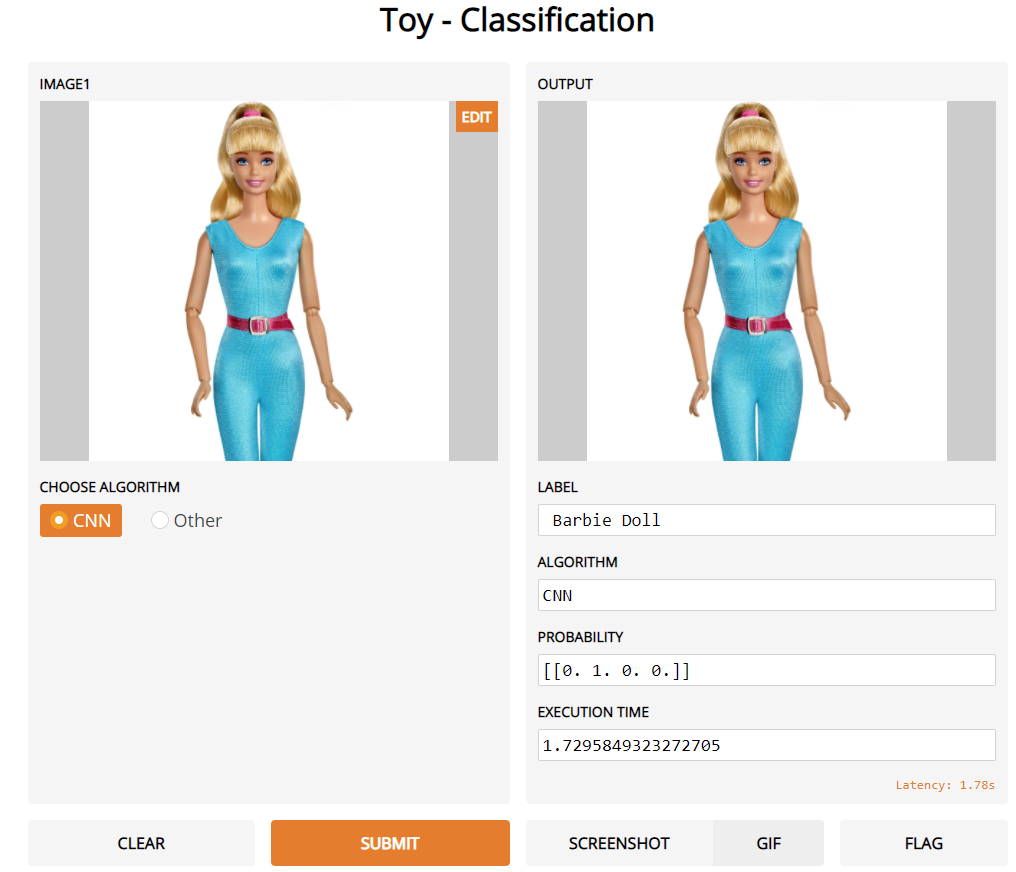 Toy - Classification
IMAGE1
EDIT
CHOOSE ALGORITHM
CNN
Other
CLEAR
SUBMIT
OUTPUT
LABEL
Barbie Doll
ALGORITHM
CNN
PROBABILITY
[[0. 1. 0. 0.]]
EXECUTION TIME
1.7295849323272705
Latency: 1.78s
SCREENSHOT
GIF
FLAG